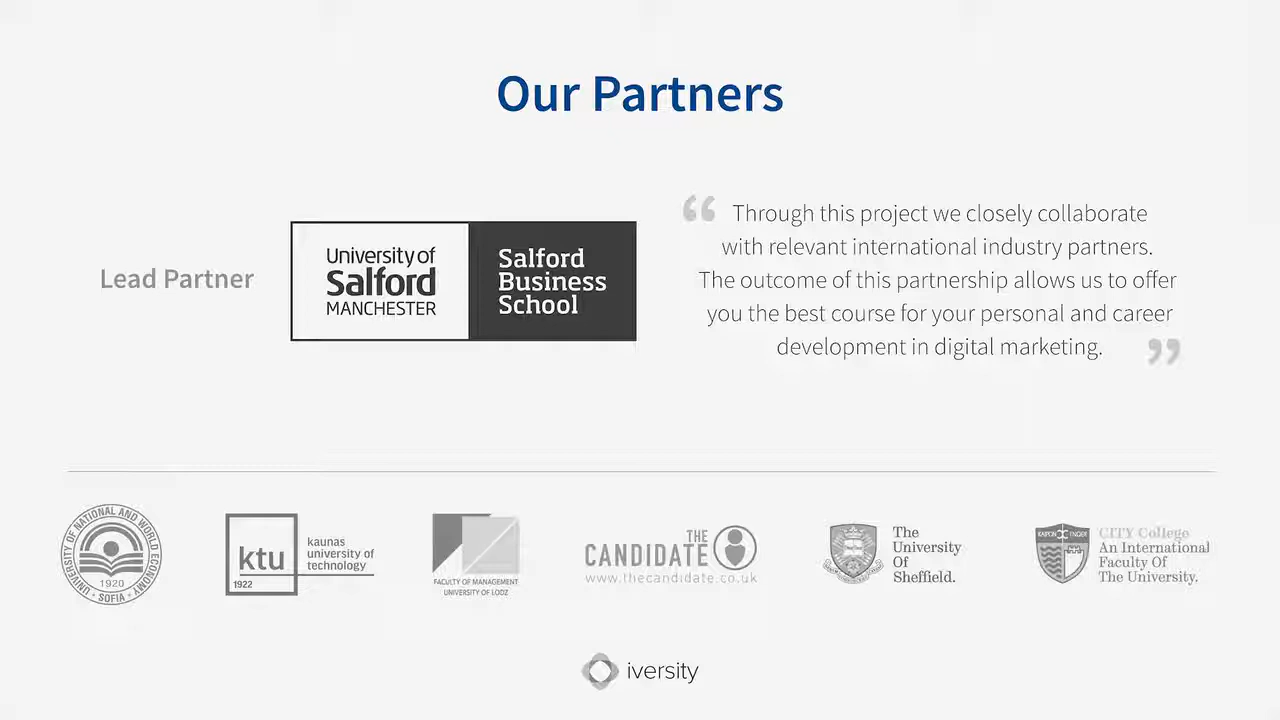 Our Partners
Lead Partner
University of
Salford
MANCHESTER
Salford
Business
School
“ Through this project we closely collaborate
with relevant international industry partners.
The outcome of this partnership allows us to offer
you the best course for your personal and career
development in digital marketing. ”
UNIVERSITY OF NATIONAL AND WORLD ECONOMY
1920
· SOFIA ·
ktu
1922
kaunas
university of
technology
FACULTY OF MANAGEMENT
UNIVERSITY OF LODZ
THE
CANDIDATE
www.thecandidate.co.uk
The
University
Of
Sheffield.
CITY College
An International
Faculty Of
The University.
iversity